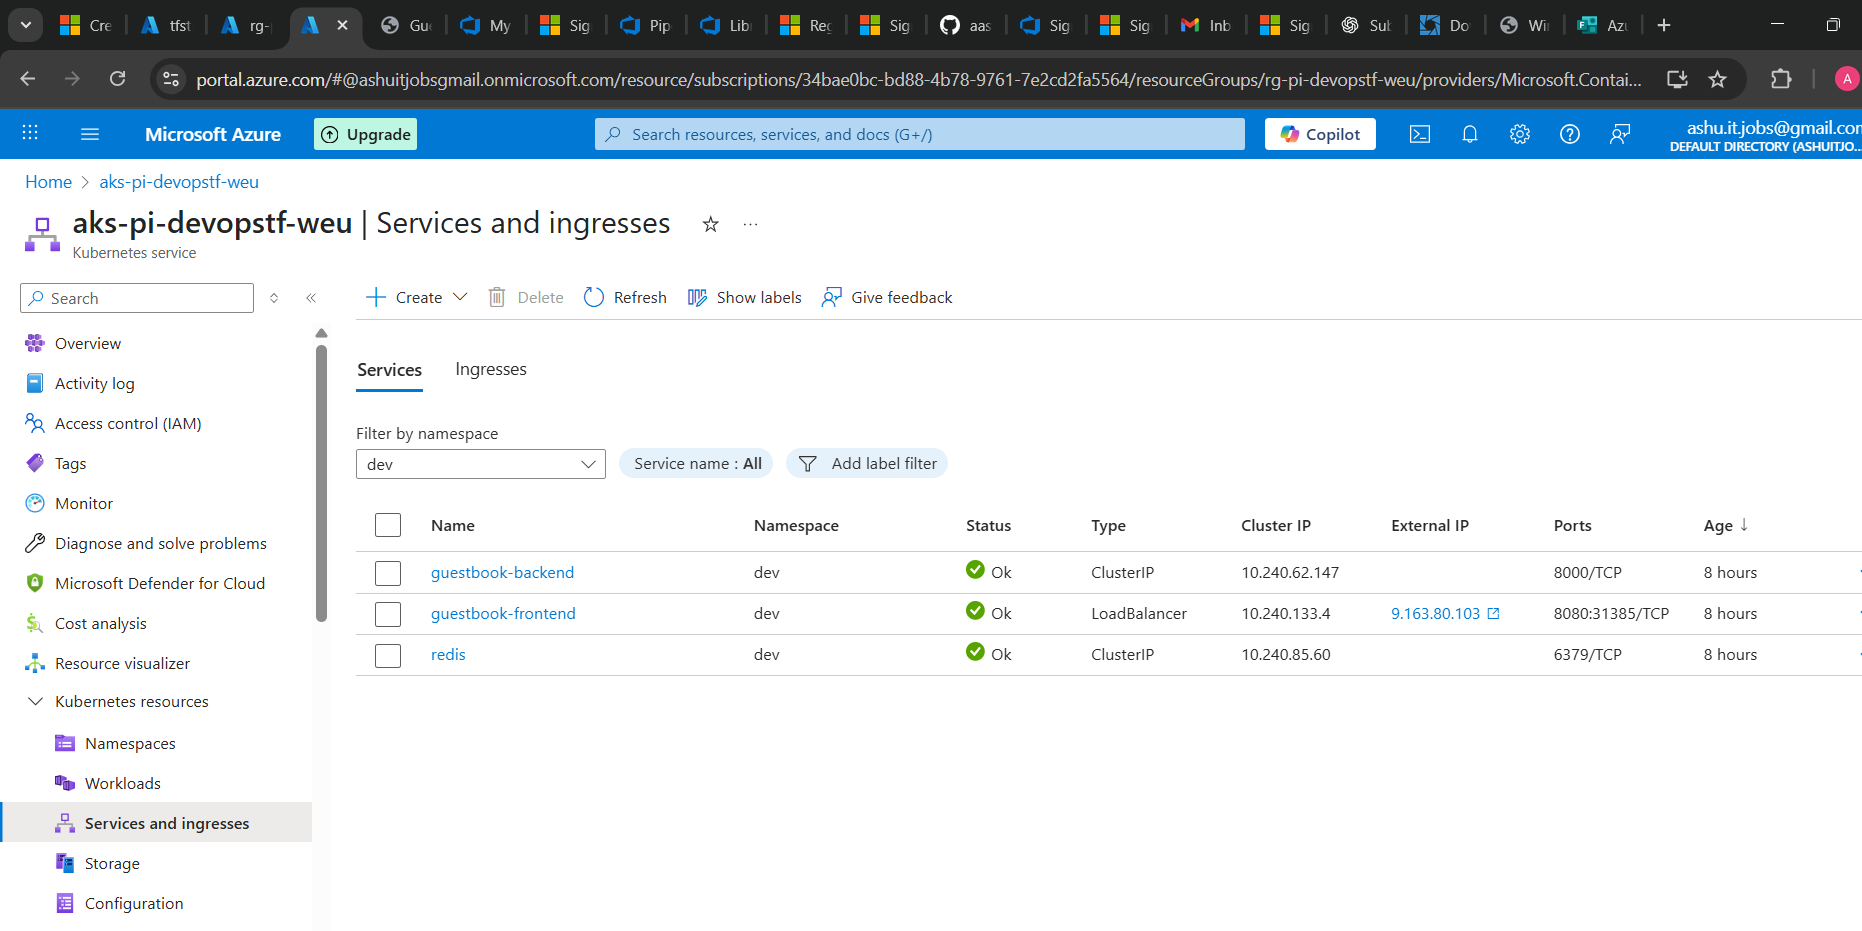 Cre
tfst
rg-
Gue
My
Sig
Pip
Lib
Reg
Sig
aas
Sig
Sig
Inb
Sig
Sub
Do
Wi
Azu
portal.azure.com/#@ashuitjobsgmail.onmicrosoft.com/resource/subscriptions/34bae0bc-bd88-4b78-9761-7e2cd2fa5564/resourceGroups/rg-pi-devopstf-weu/providers/Microsoft.Contai...
A
Microsoft Azure
Upgrade
Search resources, services, and docs (G+/)
Copilot
ashu.it.jobs@gmail.com
DEFAULT DIRECTORY (ASHUITJO...
Home > aks-pi-devopstf-weu
aks-pi-devopstf-weu | Services and ingresses
Kubernetes service
Search
Create
Delete
Refresh
Show labels
Give feedback
Overview
Activity log
Access control (IAM)
Tags
Monitor
Diagnose and solve problems
Microsoft Defender for Cloud
Cost analysis
Resource visualizer
Kubernetes resources
Namespaces
Workloads
Services and ingresses
Storage
Configuration
Services Ingresses
Filter by namespace
dev
Service name : All
Add label filter
Name Namespace Status Type Cluster IP External IP Ports Age
guestbook-backend dev Ok ClusterIP 10.240.62.147 8000/TCP 8 hours
guestbook-frontend dev Ok LoadBalancer 10.240.133.4 9.163.80.103 8080:31385/TCP 8 hours
redis dev Ok ClusterIP 10.240.85.60 6379/TCP 8 hours